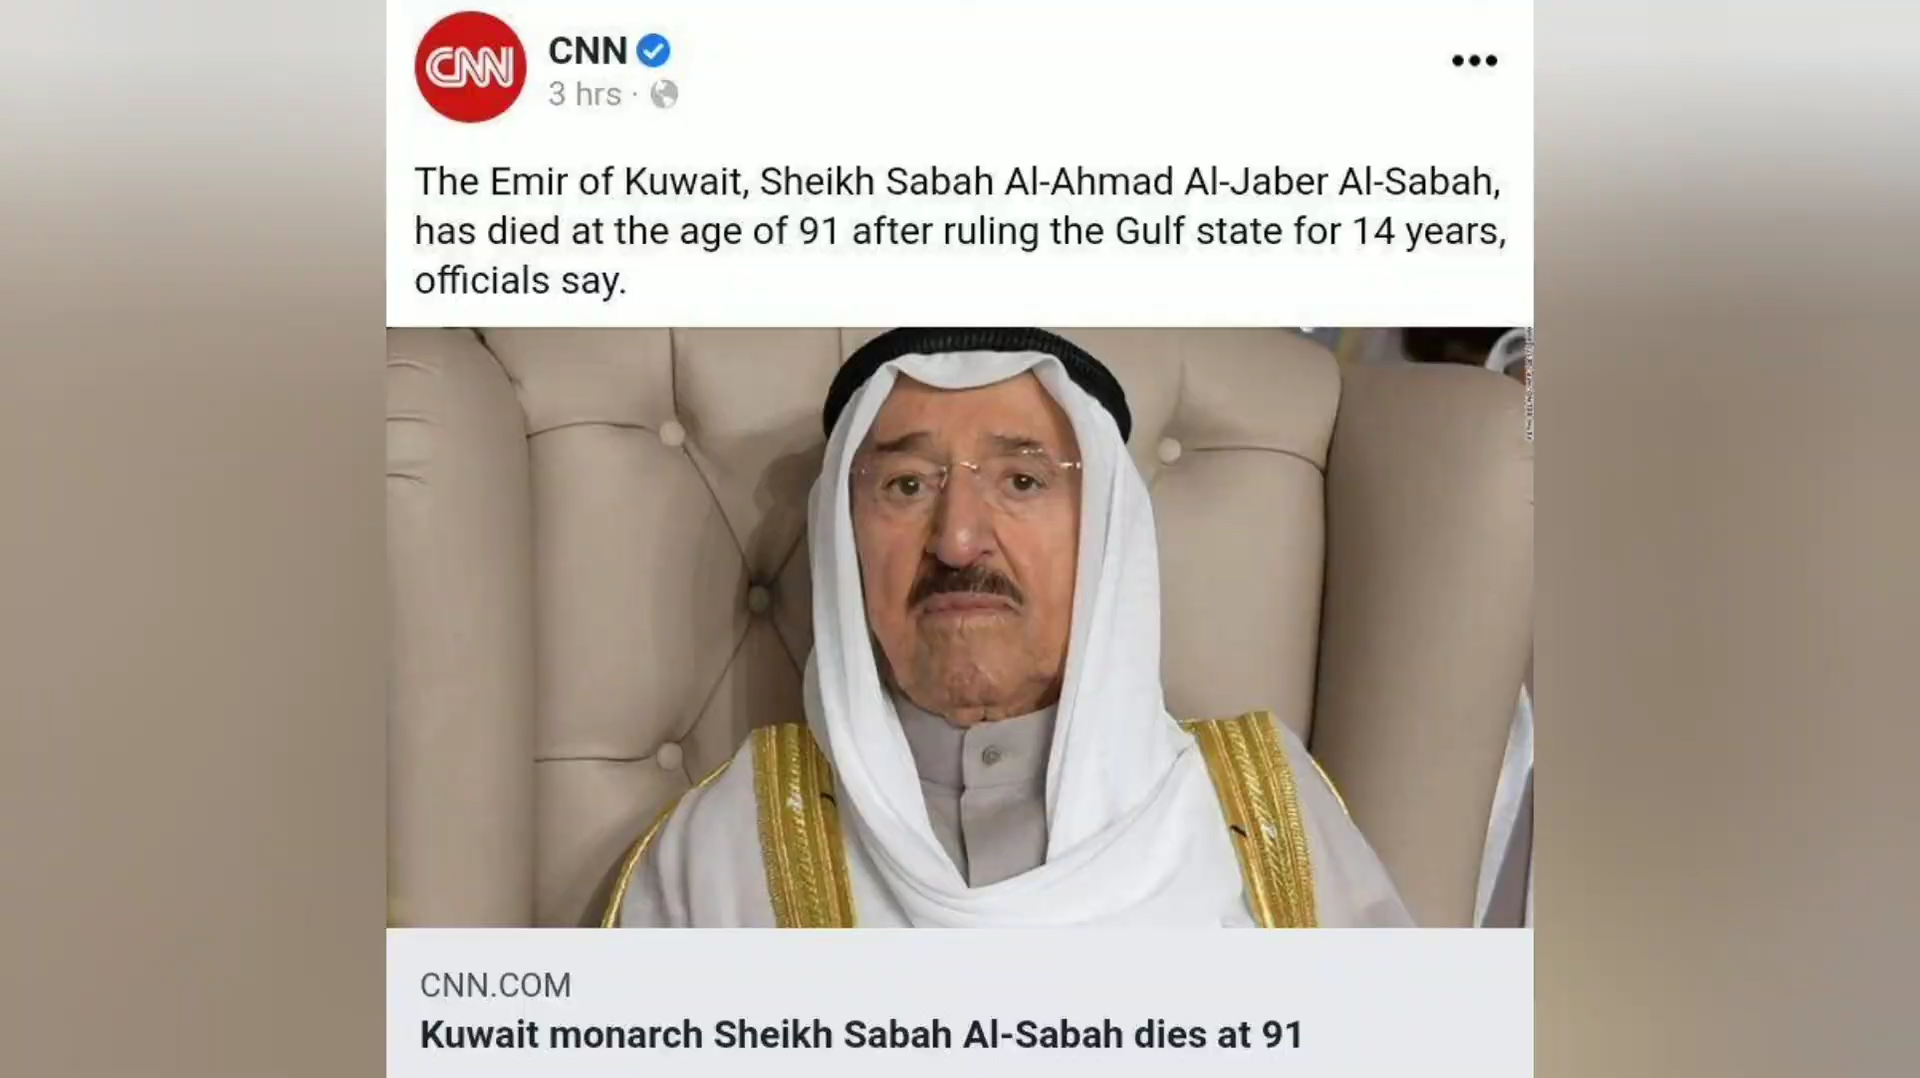 CNN
CNN
3 hrs ·
The Emir of Kuwait, Sheikh Sabah Al-Ahmad Al-Jaber Al-Sabah,
has died at the age of 91 after ruling the Gulf state for 14 years,
officials say.
CNN.COM
Kuwait monarch Sheikh Sabah Al-Sabah dies at 91